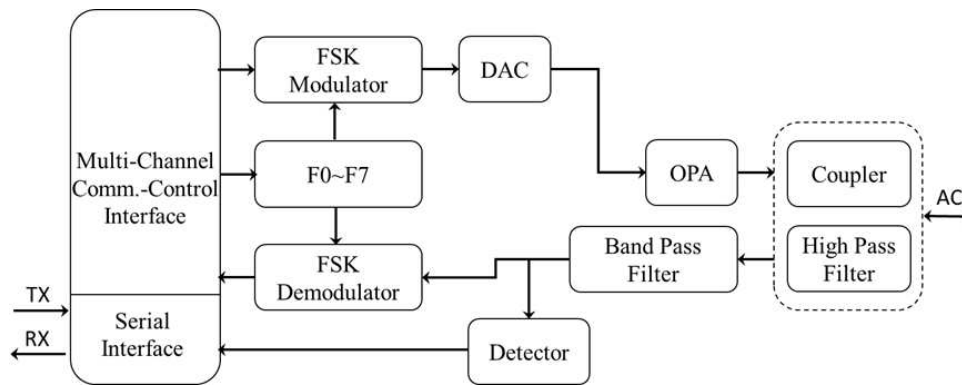 FSK
Modulator
DAC
Multi-Channel
Comm.-Control
Interface
F0~F7
OPA
Coupler
AC
FSK
Demodulator
Band Pass
Filter
High Pass
Filter
TX
RX
Serial
Interface
Detector